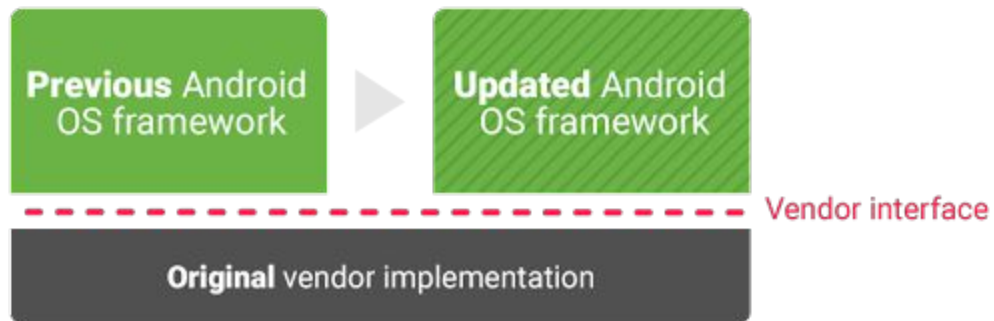 Previous Android
OS framework
Updated Android
OS framework
Vendor interface
Original vendor implementation